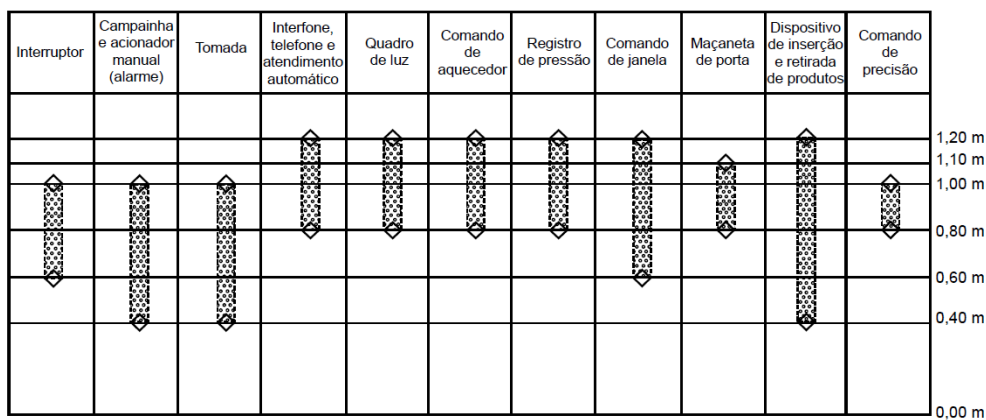 Interruptor
Campainha
e acionador
manual
(alarme)
Tomada
Interfone,
telefone e
atendimento
automático
Quadro
de luz
Comando
de
aquecedor
Registro
de pressão
Comando
de janela
Maçaneta
de porta
Dispositivo
de inserção
e retirada
de produtos
Comando
de
precisão
1,20 m
1,10 m
1,00 m
0,80 m
0,60 m
0,40 m
0,00 m